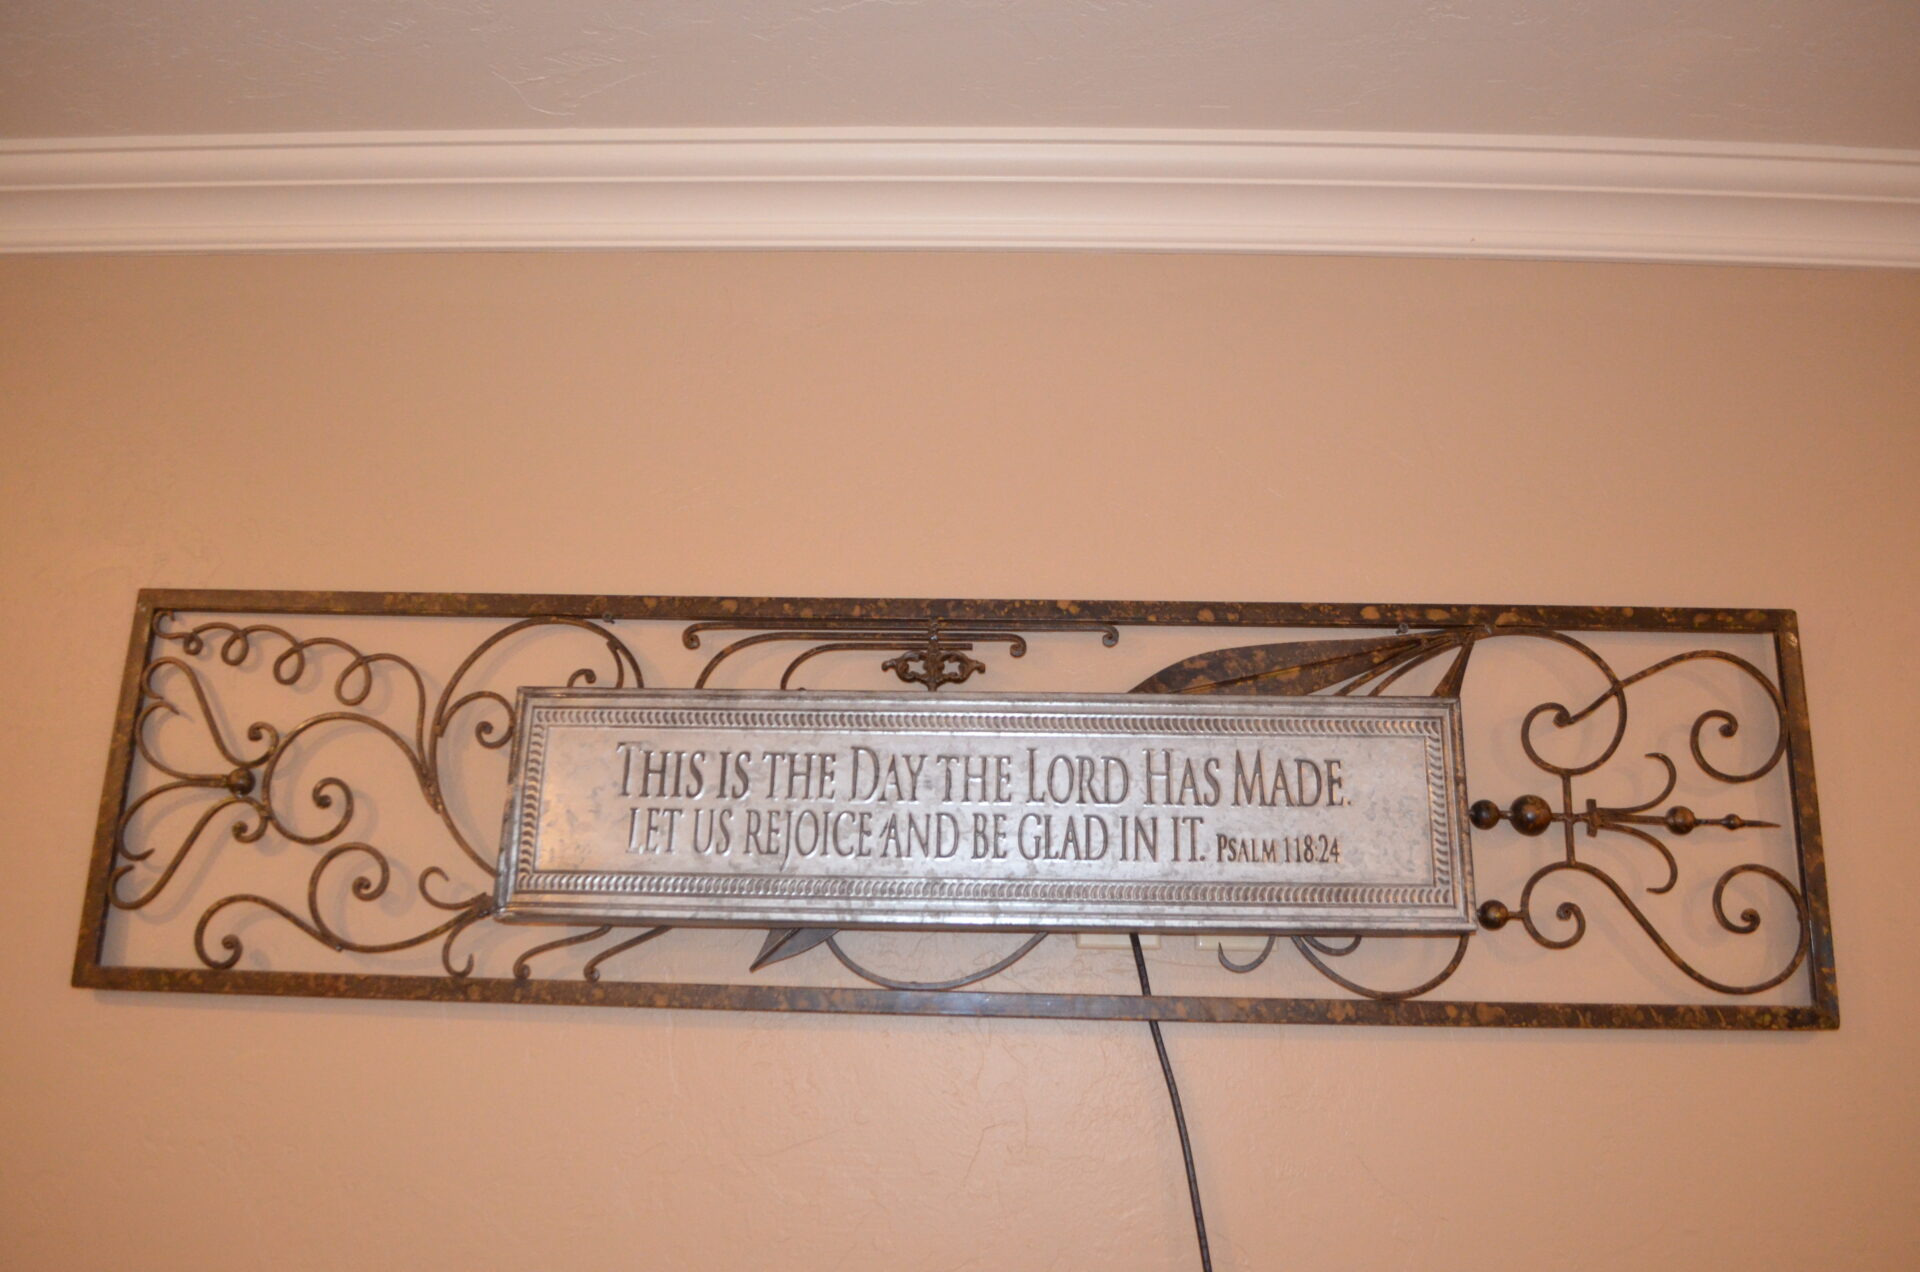 THIS IS THE DAY THE LORD HAS MADE.
LET US REJOICE AND BE GLAD IN IT. PSALM 118:24